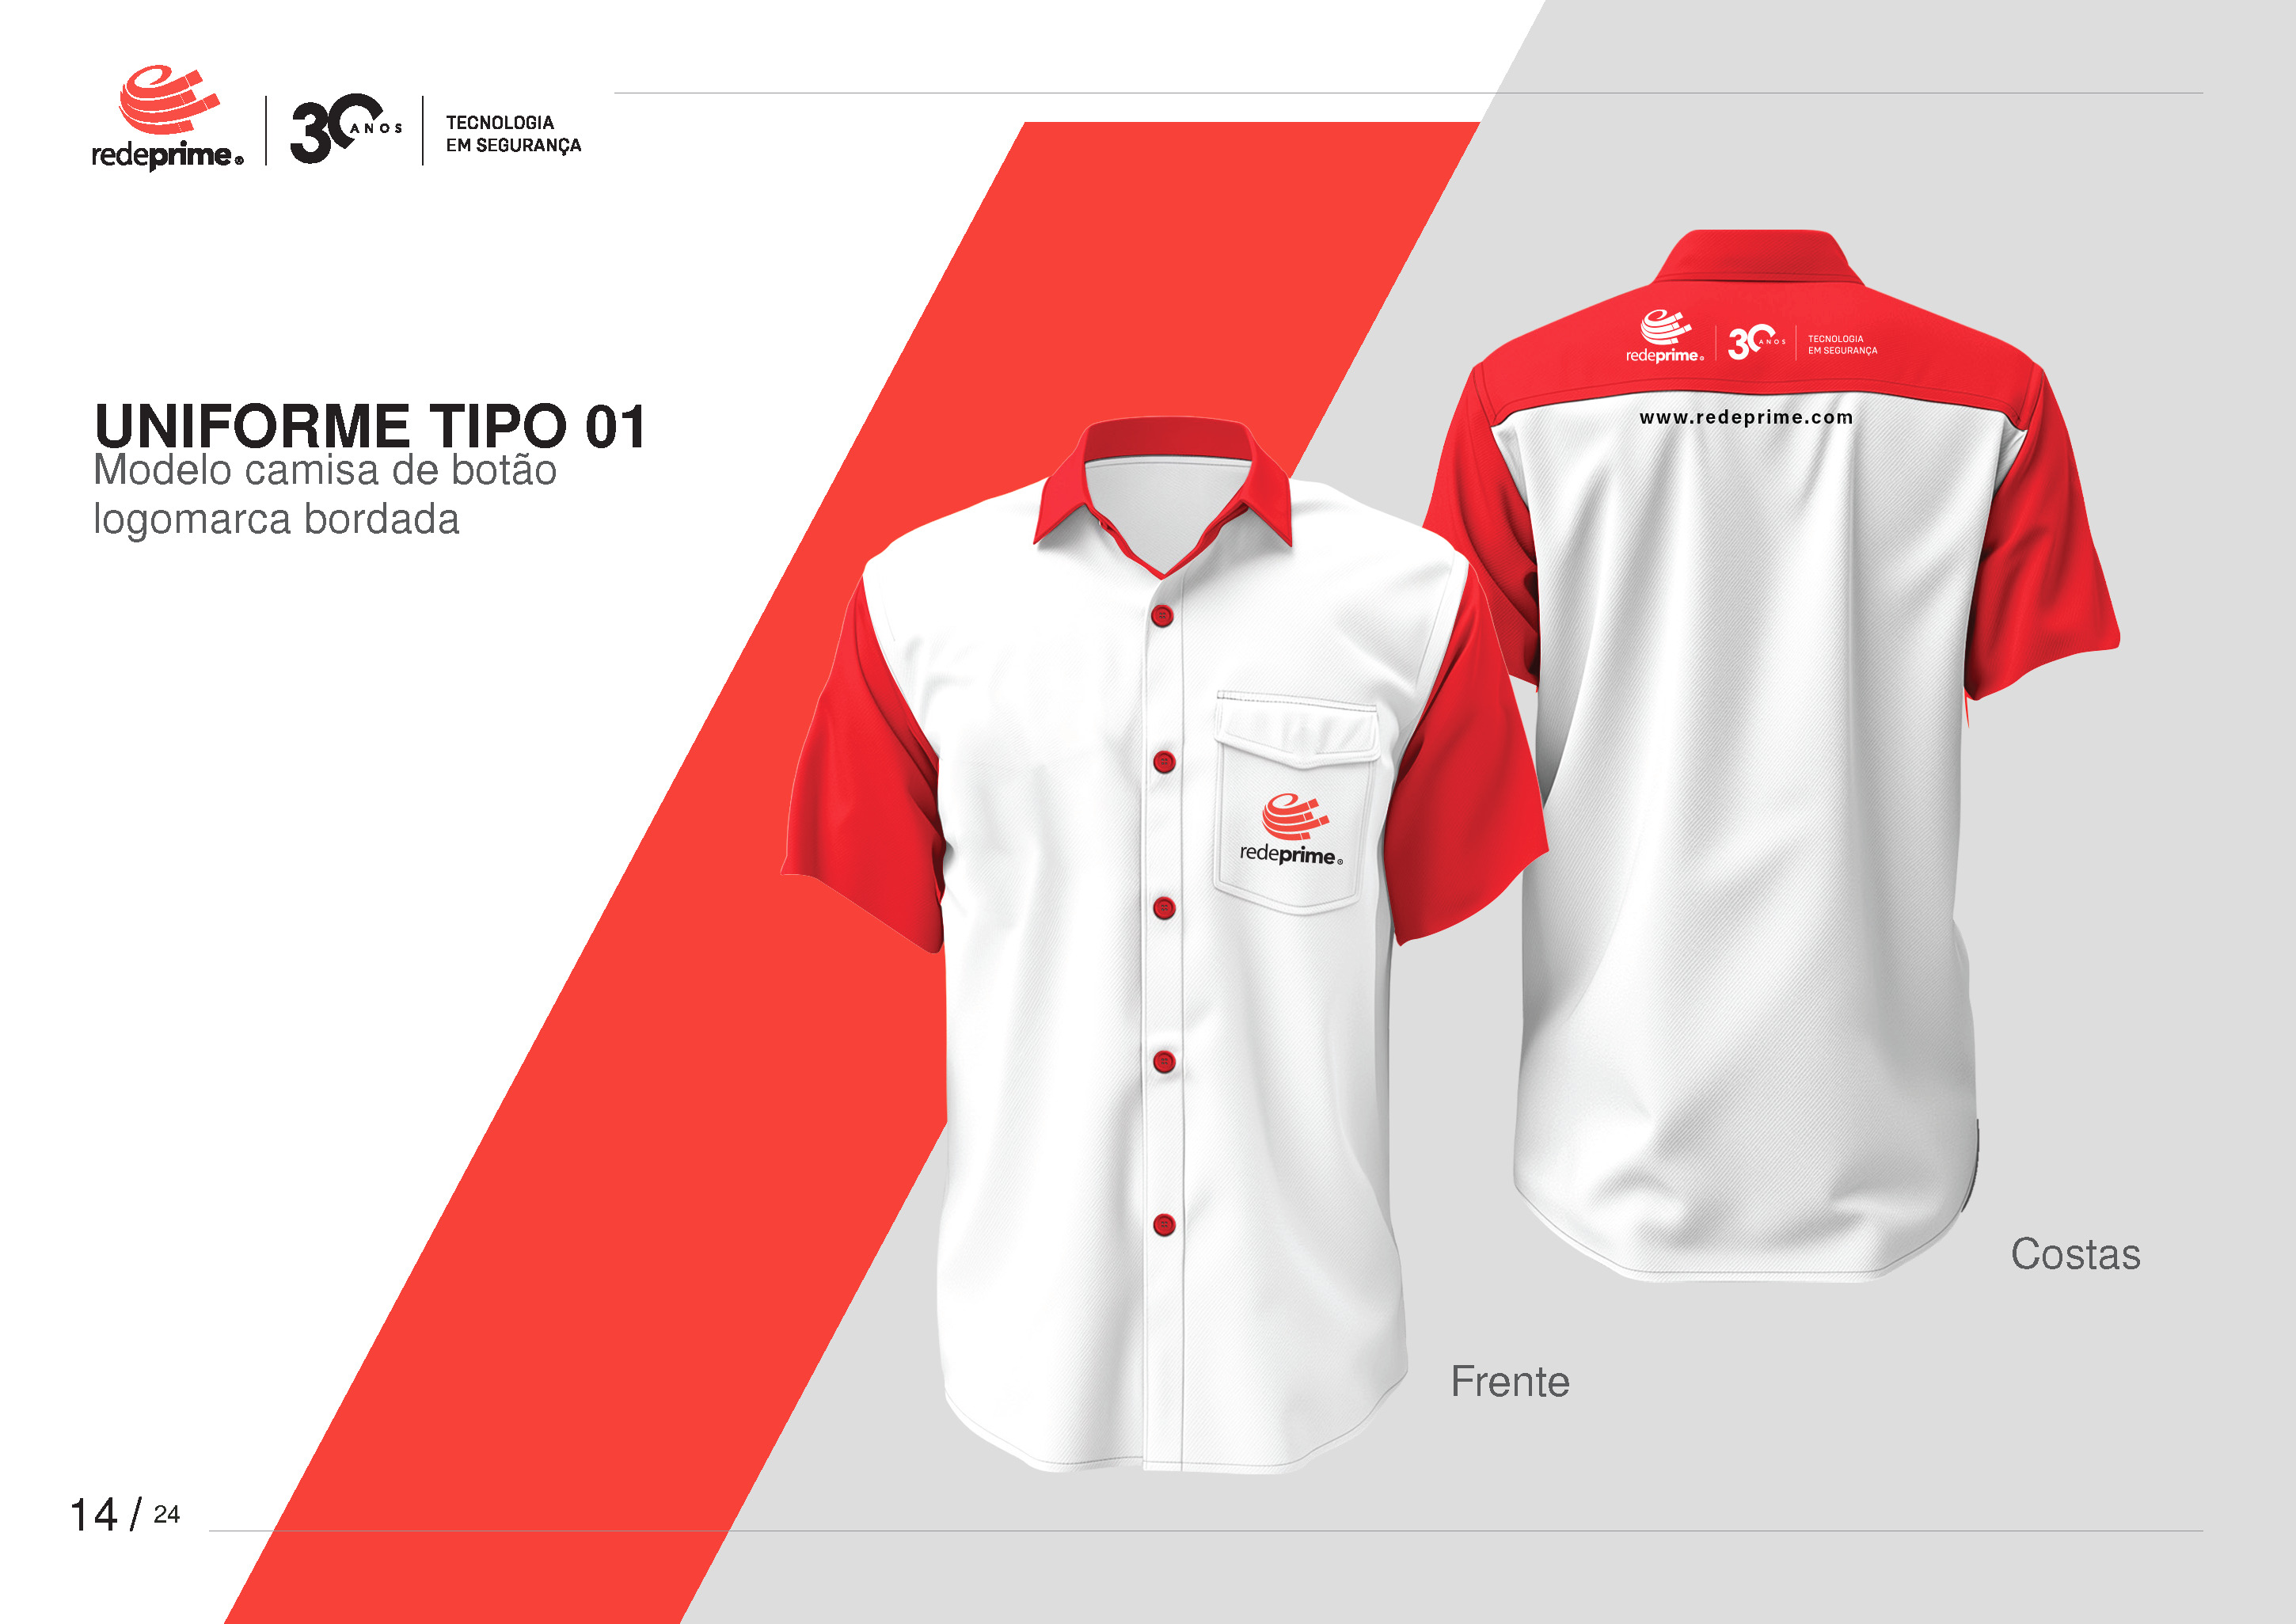 redeprime®
30 ANOS
TECNOLOGIA
EM SEGURANÇA
UNIFORME TIPO 01
Modelo camisa de botão
logomarca bordada
redeprime®
30 ANOS
TECNOLOGIA
EM SEGURANÇA
www.redeprime.com
redeprime®
Costas
Frente
14 / 24